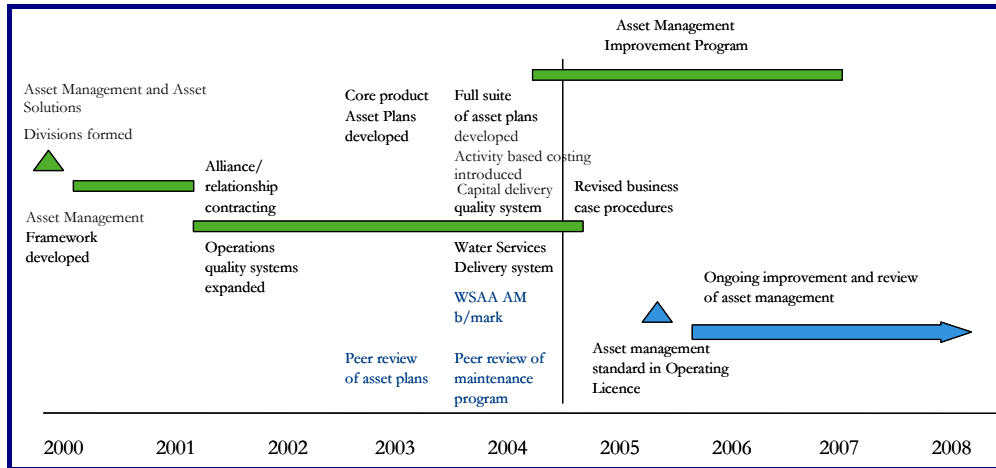 Asset Management
Improvement Program
Asset Management and Asset
Solutions
Divisions formed
Core product
Asset Plans
developed
Full suite
of asset plans
developed
Activity based costing
introduced
Capital delivery
quality system
Alliance/
relationship
contracting
Revised business
case procedures
Asset Management
Framework
developed
Operations
quality systems
expanded
Water Services
Delivery system
WSAA AM
b/mark
Ongoing improvement and review
of asset management
Peer review
of asset plans
Peer review of
maintenance
program
Asset management
standard in Operating
Licence
2000 2001 2002 2003 2004 2005 2006 2007 2008